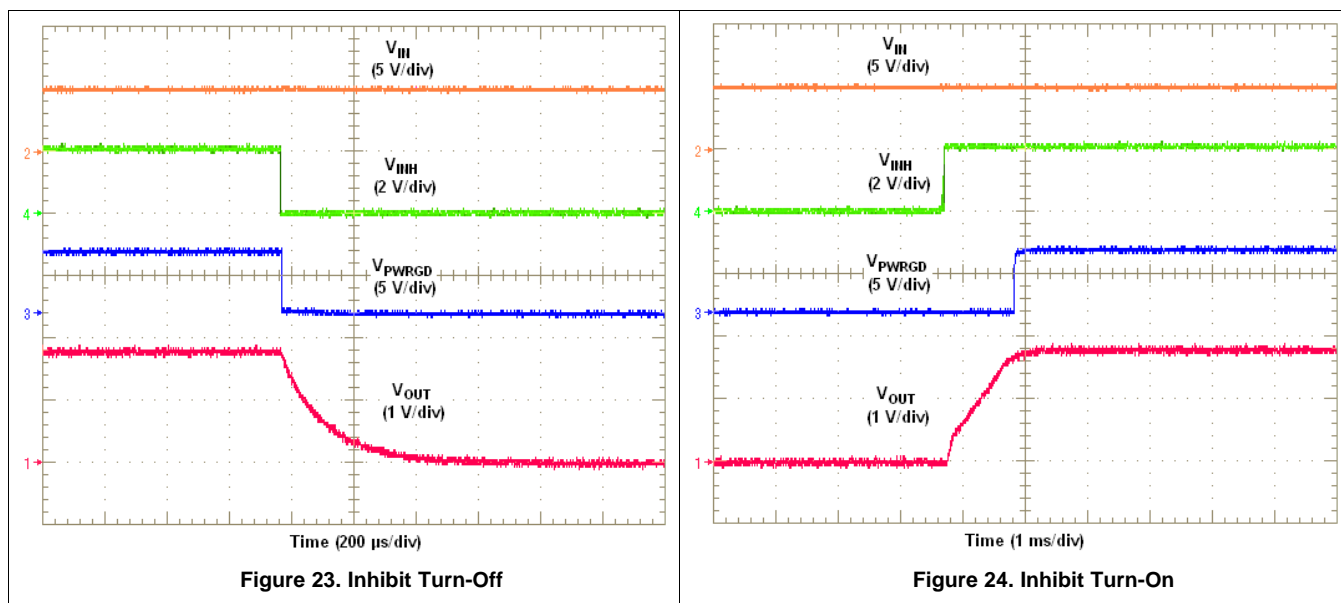 V_IN
(5 V/div)
2
V_INH
(2 V/div)
4
V_PWRGD
(5 V/div)
3
V_OUT
(1 V/div)
1
Time (200 µs/div)
Figure 23. Inhibit Turn-Off
V_IN
(5 V/div)
2
V_INH
(2 V/div)
4
V_PWRGD
(5 V/div)
3
V_OUT
(1 V/div)
1
Time (1 ms/div)
Figure 24. Inhibit Turn-On